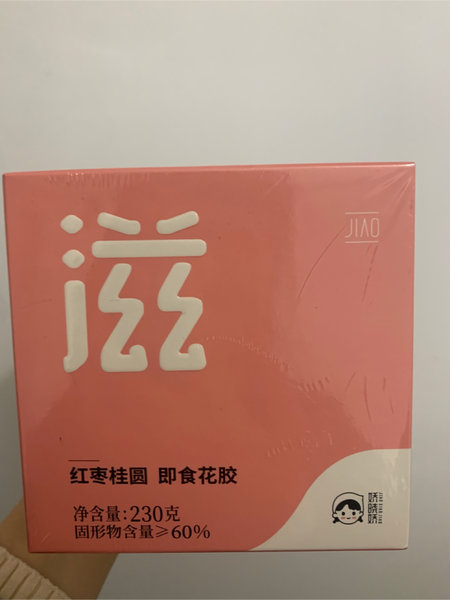 滋
JIAO
红枣桂圆 即食花胶
净含量:230克
固形物含量≥60%